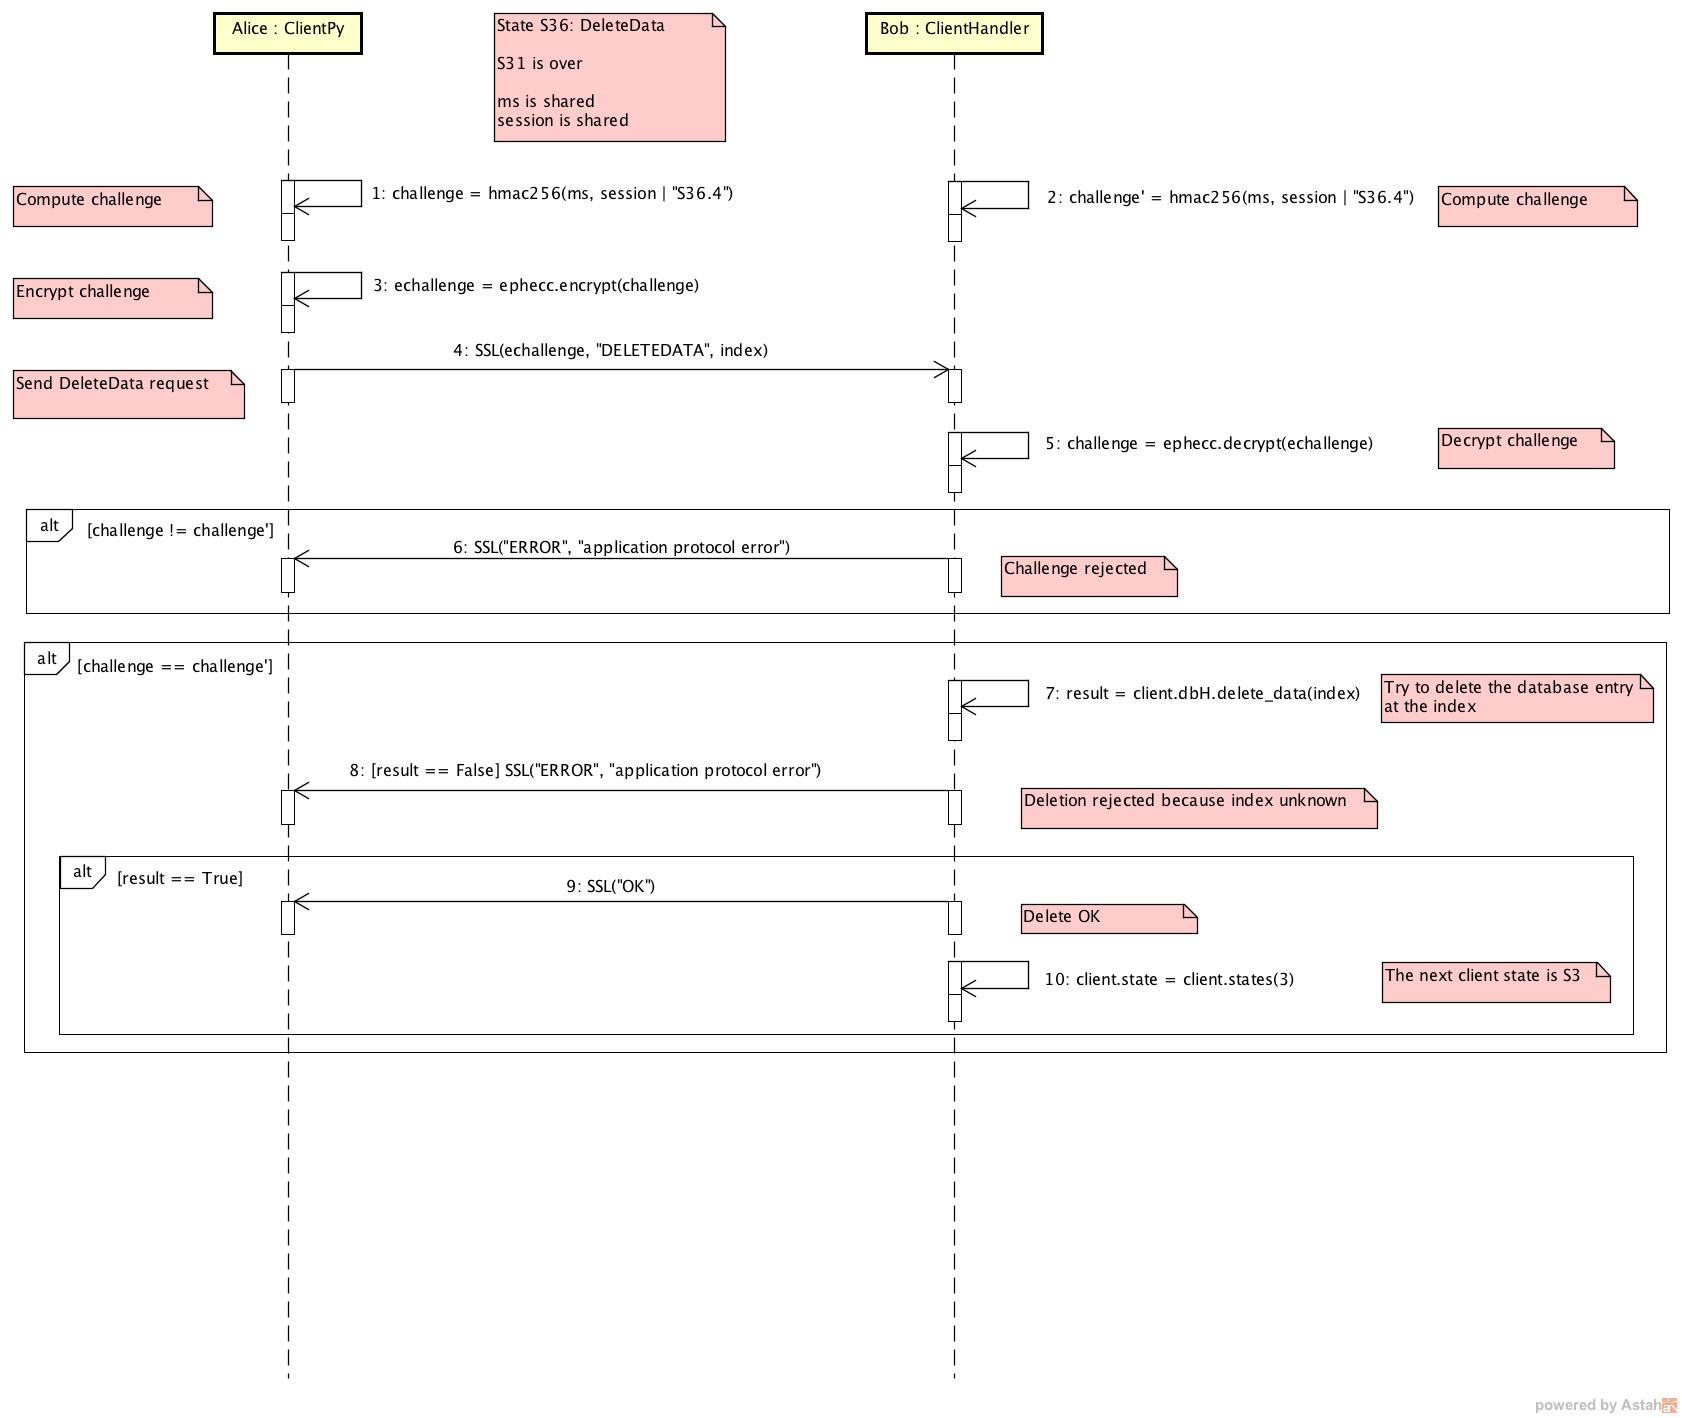 Alice : ClientPy
State S36: DeleteData
S31 is over
ms is shared
session is shared
Bob : ClientHandler
Compute challenge
1: challenge = hmac256(ms, session | "S36.4")
2: challenge' = hmac256(ms, session | "S36.4")
Compute challenge
Encrypt challenge
3: echallenge = ephecc.encrypt(challenge)
4: SSL(echallenge, "DELETEDATA", index)
Send DeleteData request
5: challenge = ephecc.decrypt(echallenge)
Decrypt challenge
alt
[challenge != challenge']
6: SSL("ERROR", "application protocol error")
Challenge rejected
alt
[challenge == challenge']
7: result = client.dbH.delete_data(index)
Try to delete the database entry
at the index
8: [result == False] SSL("ERROR", "application protocol error")
Deletion rejected because index unknown
alt
[result == True]
9: SSL("OK")
Delete OK
10: client.state = client.states(3)
The next client state is S3
powered by Astah